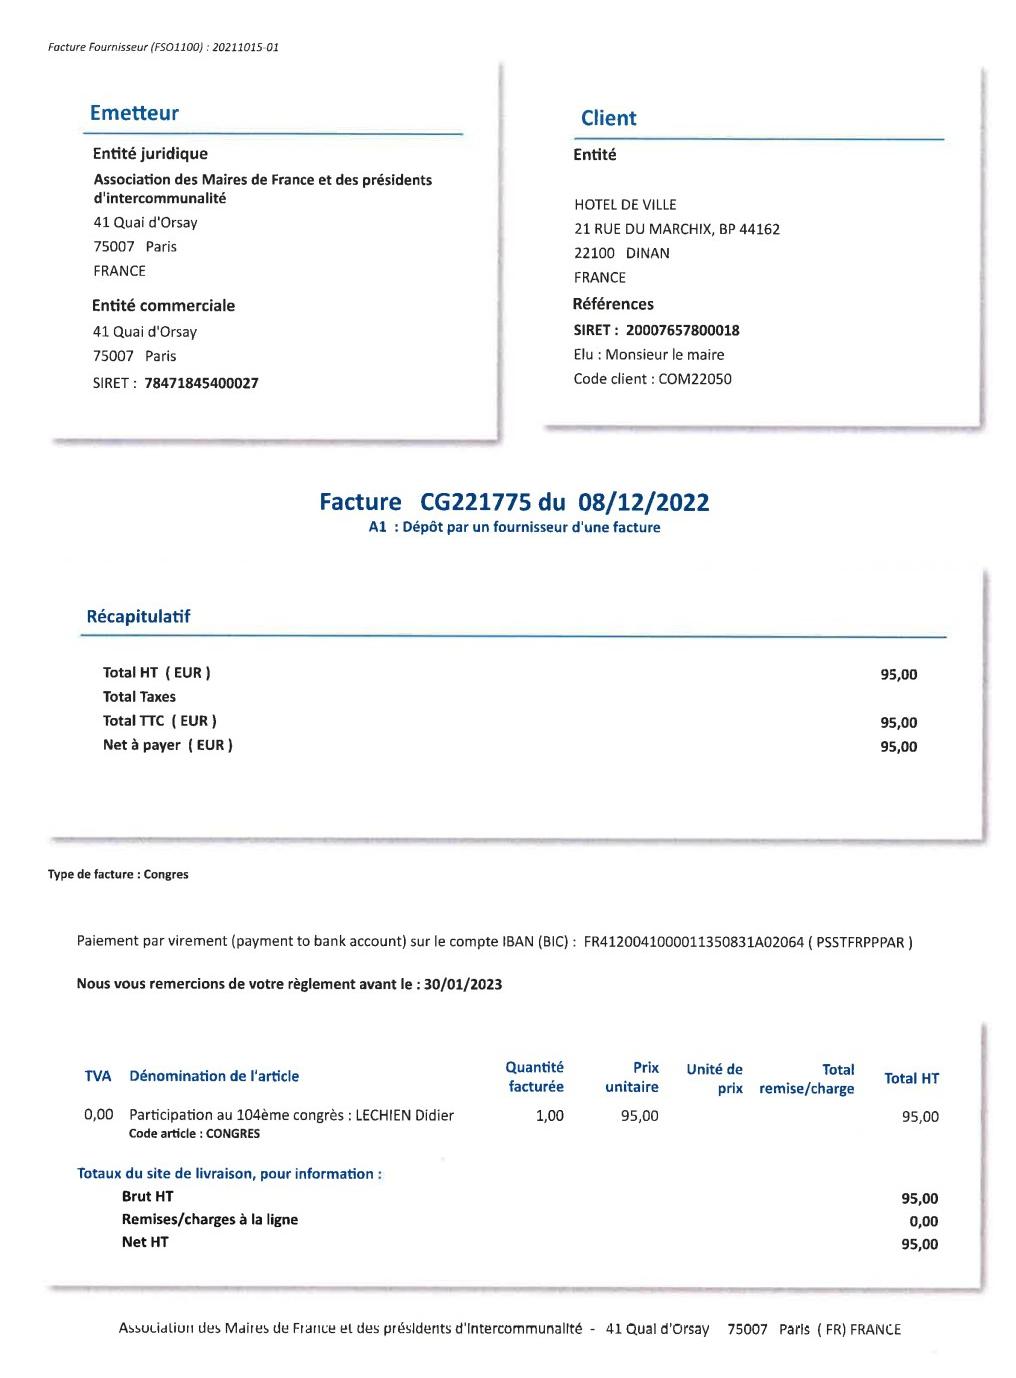 Facture Fournisseur (FSO1100) : 20211015-01
Emetteur
Entité juridique
Association des Maires de France et des présidents
d'intercommunalité
41 Quai d'Orsay
75007 Paris
FRANCE
Entité commerciale
41 Quai d'Orsay
75007 Paris
SIRET : 78471845400027
Client
Entité
HOTEL DE VILLE
21 RUE DU MARCHIX, BP 44162
22100 DINAN
FRANCE
Références
SIRET : 20007657800018
Elu : Monsieur le maire
Code client : COM22050
Facture CG221775 du 08/12/2022
A1 : Dépôt par un fournisseur d'une facture
Récapitulatif
Total HT ( EUR ) 95,00
Total Taxes
Total TTC ( EUR ) 95,00
Net à payer ( EUR ) 95,00
Type de facture : Congres
Paiement par virement (payment to bank account) sur le compte IBAN (BIC) : FR4120041000011350831A02064 ( PSSTFRPPPAR )
Nous vous remercions de votre règlement avant le : 30/01/2023
TVA Dénomination de l'article Quantité facturée Prix unitaire Unité de prix Total remise/charge Total HT
0,00 Participation au 104ème congrès : LECHIEN Didier 1,00 95,00 95,00
Code article : CONGRES
Totaux du site de livraison, pour information :
Brut HT 95,00
Remises/charges à la ligne 0,00
Net HT 95,00
Association des Maires de France et des présidents d'intercommunalité - 41 Quai d'Orsay 75007 Paris ( FR) FRANCE